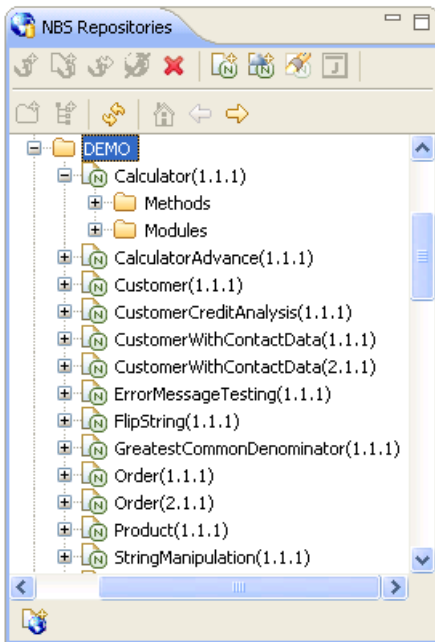 NBS Repositories
DEMO
Calculator(1.1.1)
Methods
Modules
CalculatorAdvance(1.1.1)
Customer(1.1.1)
CustomerCreditAnalysis(1.1.1)
CustomerWithContactData(1.1.1)
CustomerWithContactData(2.1.1)
ErrorMessageTesting(1.1.1)
FlipString(1.1.1)
GreatestCommonDenominator(1.1.1)
Order(1.1.1)
Order(2.1.1)
Product(1.1.1)
StringManipulation(1.1.1)